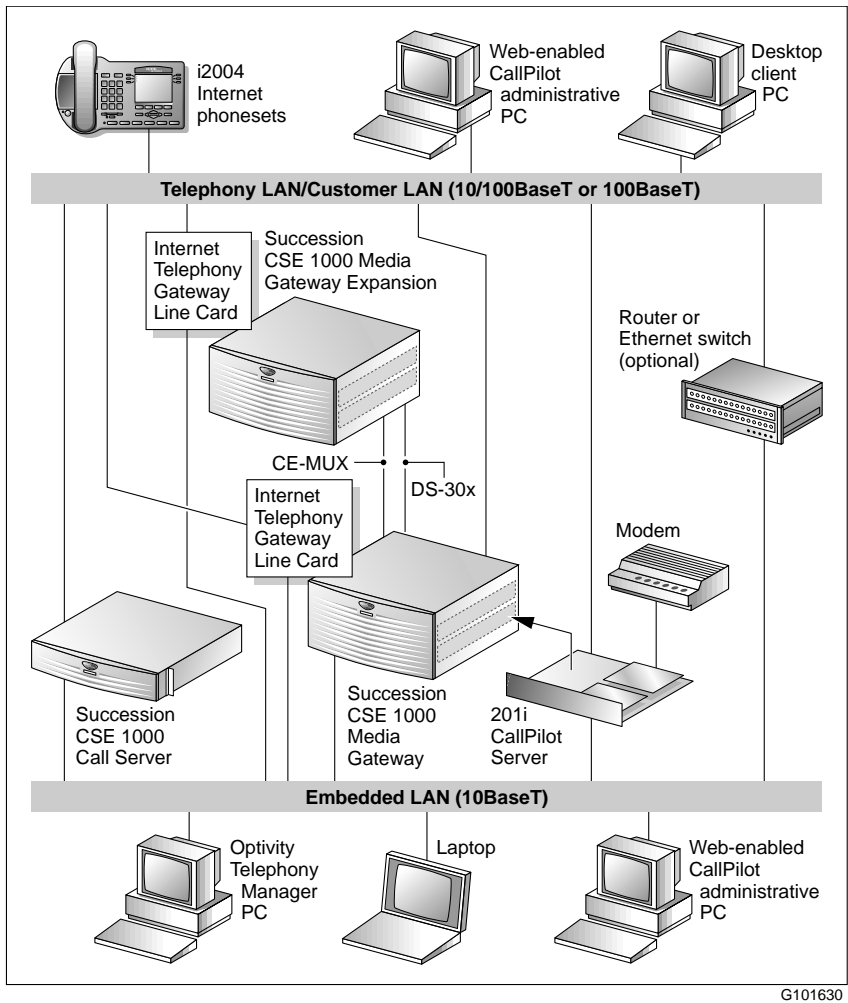 i2004
Internet
phonesets
Web-enabled
CallPilot
administrative
PC
Desktop
client
PC
Telephony LAN/Customer LAN (10/100BaseT or 100BaseT)
Internet
Telephony
Gateway
Line Card
Succession
CSE 1000 Media
Gateway Expansion
Router or
Ethernet switch
(optional)
CE-MUX
DS-30x
Internet
Telephony
Gateway
Line Card
Modem
Succession
CSE 1000
Call Server
Succession
CSE 1000
Media
Gateway
201i
CallPilot
Server
Embedded LAN (10BaseT)
Optivity
Telephony
Manager
PC
Laptop
Web-enabled
CallPilot
administrative
PC
G101630